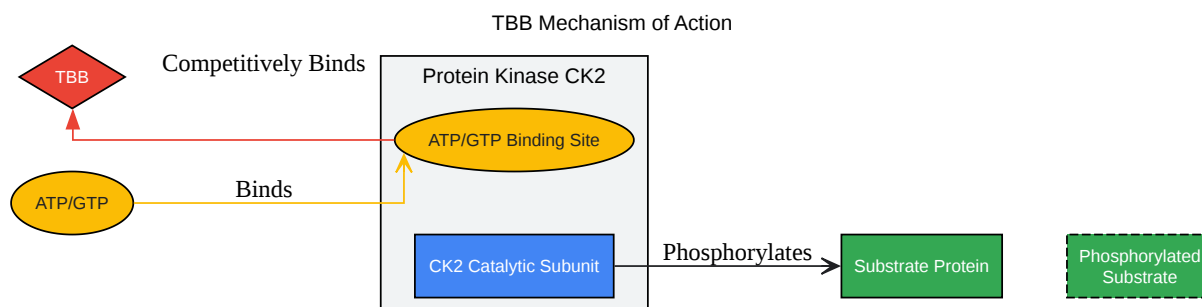 TBB Mechanism of Action
TBB
Competitively Binds
Protein Kinase CK2
ATP/GTP Binding Site
ATP/GTP
Binds
CK2 Catalytic Subunit
Phosphorylates
Substrate Protein
Phosphorylated
Substrate